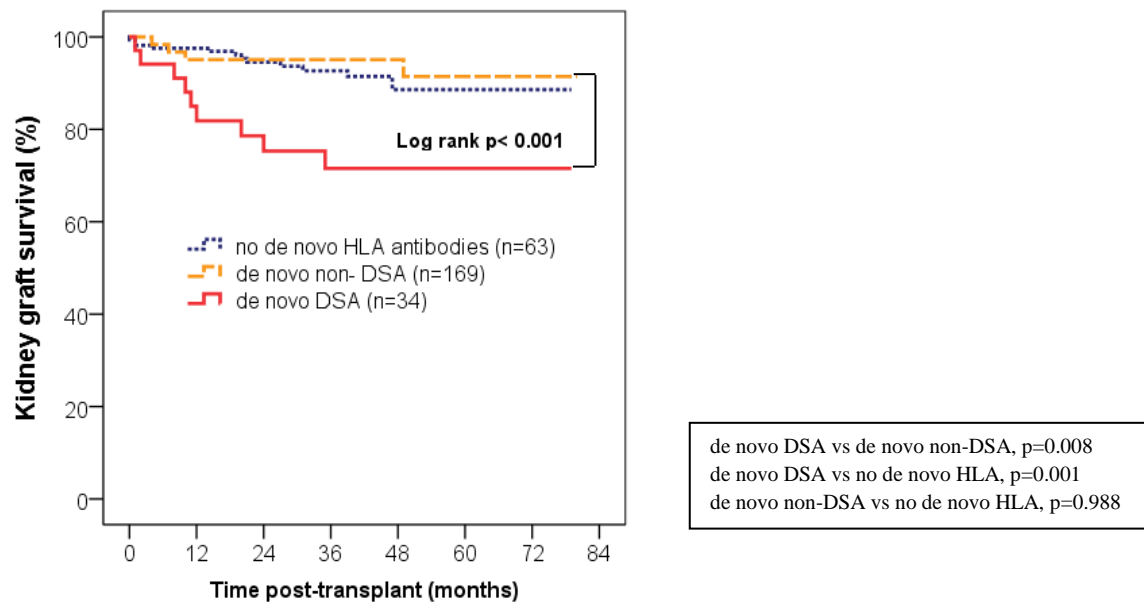 Kidney graft survival (%)
100
80
60
40
20
0
Log rank p< 0.001
no de novo HLA antibodies (n=63)
de novo non- DSA (n=169)
de novo DSA (n=34)
0 12 24 36 48 60 72 84
Time post-transplant (months)
de novo DSA vs de novo non-DSA, p=0.008
de novo DSA vs no de novo HLA, p=0.001
de novo non-DSA vs no de novo HLA, p=0.988